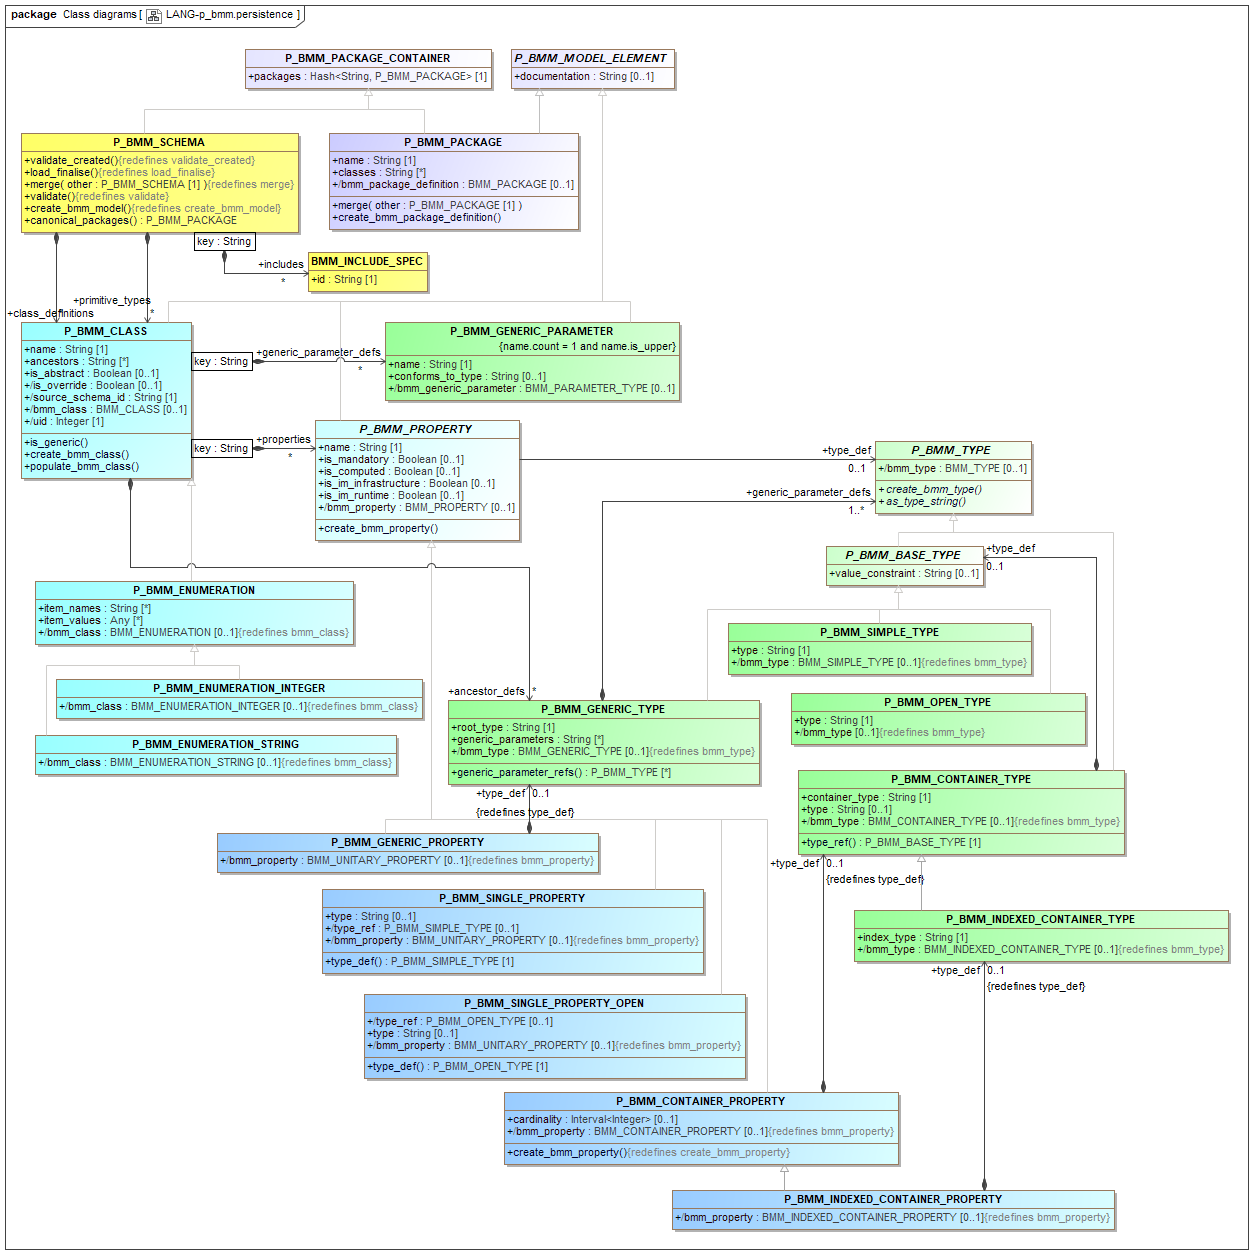 package Class diagrams [ LANG-p_bmm.persistence ]
P_BMM_PACKAGE_CONTAINER
+packages : Hash<String, P_BMM_PACKAGE> [1]
P_BMM_MODEL_ELEMENT
+documentation : String [0..1]
P_BMM_SCHEMA
+validate_created(){redefines validate_created}
+load_finalise(){redefines load_finalise}
+merge( other : P_BMM_SCHEMA [1] ){redefines merge}
+validate(){redefines validate}
+create_bmm_model(){redefines create_bmm_model}
+canonical_packages() : P_BMM_PACKAGE
P_BMM_PACKAGE
+name : String [1]
+classes : String [*]
+/bmm_package_definition : BMM_PACKAGE [0..1]
+merge( other : P_BMM_PACKAGE [1] )
+create_bmm_package_definition()
key : String
+includes
*
BMM_INCLUDE_SPEC
+id : String [1]
+primitive_types
*
+class_definitions
P_BMM_CLASS
+name : String [1]
+ancestors : String [*]
+is_abstract : Boolean [0..1]
+/is_override : Boolean [0..1]
+/source_schema_id : String [1]
+/bmm_class : BMM_CLASS [0..1]
+/uid : Integer [1]
+is_generic()
+create_bmm_class()
+populate_bmm_class()
key : String
+generic_parameter_defs
*
P_BMM_GENERIC_PARAMETER
{name.count = 1 and name.is_upper}
+name : String [1]
+conforms_to_type : String [0..1]
+/bmm_generic_parameter : BMM_PARAMETER_TYPE [0..1]
key : String
+properties
*
P_BMM_PROPERTY
+name : String [1]
+is_mandatory : Boolean [0..1]
+is_computed : Boolean [0..1]
+is_im_infrastructure : Boolean [0..1]
+is_im_runtime : Boolean [0..1]
+/bmm_property : BMM_PROPERTY [0..1]
+create_bmm_property()
+type_def
0..1
P_BMM_TYPE
+/bmm_type : BMM_TYPE [0..1]
+create_bmm_type()
+as_type_string()
+generic_parameter_defs
1..*
P_BMM_BASE_TYPE
+value_constraint : String [0..1]
+type_def
0..1
P_BMM_ENUMERATION
+item_names : String [*]
+item_values : Any [*]
+/bmm_class : BMM_ENUMERATION [0..1]{redefines bmm_class}
P_BMM_SIMPLE_TYPE
+type : String [1]
+/bmm_type : BMM_SIMPLE_TYPE [0..1]{redefines bmm_type}
P_BMM_ENUMERATION_INTEGER
+/bmm_class : BMM_ENUMERATION_INTEGER [0..1]{redefines bmm_class}
+ancestor_defs
*
P_BMM_OPEN_TYPE
+type : String [1]
+/bmm_type [0..1]{redefines bmm_type}
P_BMM_GENERIC_TYPE
+root_type : String [1]
+generic_parameters : String [*]
+/bmm_type : BMM_GENERIC_TYPE [0..1]{redefines bmm_type}
+generic_parameter_refs() : P_BMM_TYPE [*]
P_BMM_ENUMERATION_STRING
+/bmm_class : BMM_ENUMERATION_STRING [0..1]{redefines bmm_class}
P_BMM_CONTAINER_TYPE
+container_type : String [1]
+type : String [0..1]
+/bmm_type : BMM_CONTAINER_TYPE [0..1]{redefines bmm_type}
+type_ref() : P_BMM_BASE_TYPE [1]
+type_def 0..1
{redefines type_def}
P_BMM_GENERIC_PROPERTY
+/bmm_property : BMM_UNITARY_PROPERTY [0..1]{redefines bmm_property}
+type_def 0..1
{redefines type_def}
P_BMM_SINGLE_PROPERTY
+type : String [0..1]
+/type_ref : P_BMM_SIMPLE_TYPE [0..1]
+/bmm_property : BMM_UNITARY_PROPERTY [0..1]{redefines bmm_property}
+type_def() : P_BMM_SIMPLE_TYPE [1]
P_BMM_INDEXED_CONTAINER_TYPE
+index_type : String [1]
+/bmm_type : BMM_INDEXED_CONTAINER_TYPE [0..1]{redefines bmm_type}
+type_def 0..1
{redefines type_def}
P_BMM_SINGLE_PROPERTY_OPEN
+/type_ref : P_BMM_OPEN_TYPE [0..1]
+type : String [0..1]
+/bmm_property : BMM_UNITARY_PROPERTY [0..1]{redefines bmm_property}
+type_def() : P_BMM_OPEN_TYPE [1]
P_BMM_CONTAINER_PROPERTY
+cardinality : Interval<Integer> [0..1]
+/bmm_property : BMM_CONTAINER_PROPERTY [0..1]{redefines bmm_property}
+create_bmm_property(){redefines create_bmm_property}
P_BMM_INDEXED_CONTAINER_PROPERTY
+/bmm_property : BMM_INDEXED_CONTAINER_PROPERTY [0..1]{redefines bmm_property}